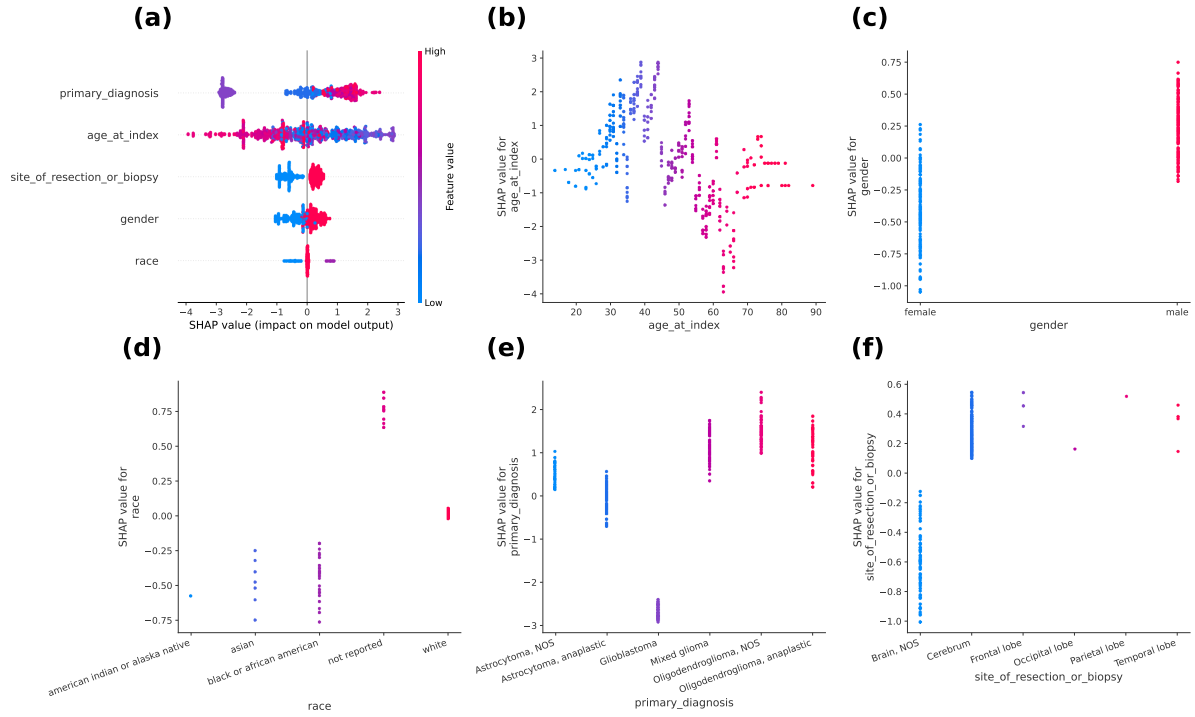 (a)
primary_diagnosis
age_at_index
site_of_resection_or_biopsy
gender
race
−4 −3 −2 −1 0 1 2 3
SHAP value (impact on model output)
High
Feature value
Low
(b)
SHAP value for
age_at_index
3
2
1
0
−1
−2
−3
−4
20 30 40 50 60 70 80 90
age_at_index
(c)
SHAP value for
gender
0.75
0.50
0.25
0.00
−0.25
−0.50
−0.75
−1.00
female male
gender
(d)
SHAP value for
race
0.75
0.50
0.25
0.00
−0.25
−0.50
−0.75
american indian or alaska native
asian
black or african american
not reported
white
race
(e)
SHAP value for
primary_diagnosis
2
1
0
−1
−2
−3
Astrocytoma, NOS
Astrocytoma, anaplastic
Glioblastoma
Mixed glioma
Oligodendroglioma, NOS
Oligodendroglioma, anaplastic
primary_diagnosis
(f)
SHAP value for
site_of_resection_or_biopsy
0.6
0.4
0.2
0.0
−0.2
−0.4
−0.6
−0.8
−1.0
Brain, NOS
Cerebrum
Frontal lobe
Occipital lobe
Parietal lobe
Temporal lobe
site_of_resection_or_biopsy